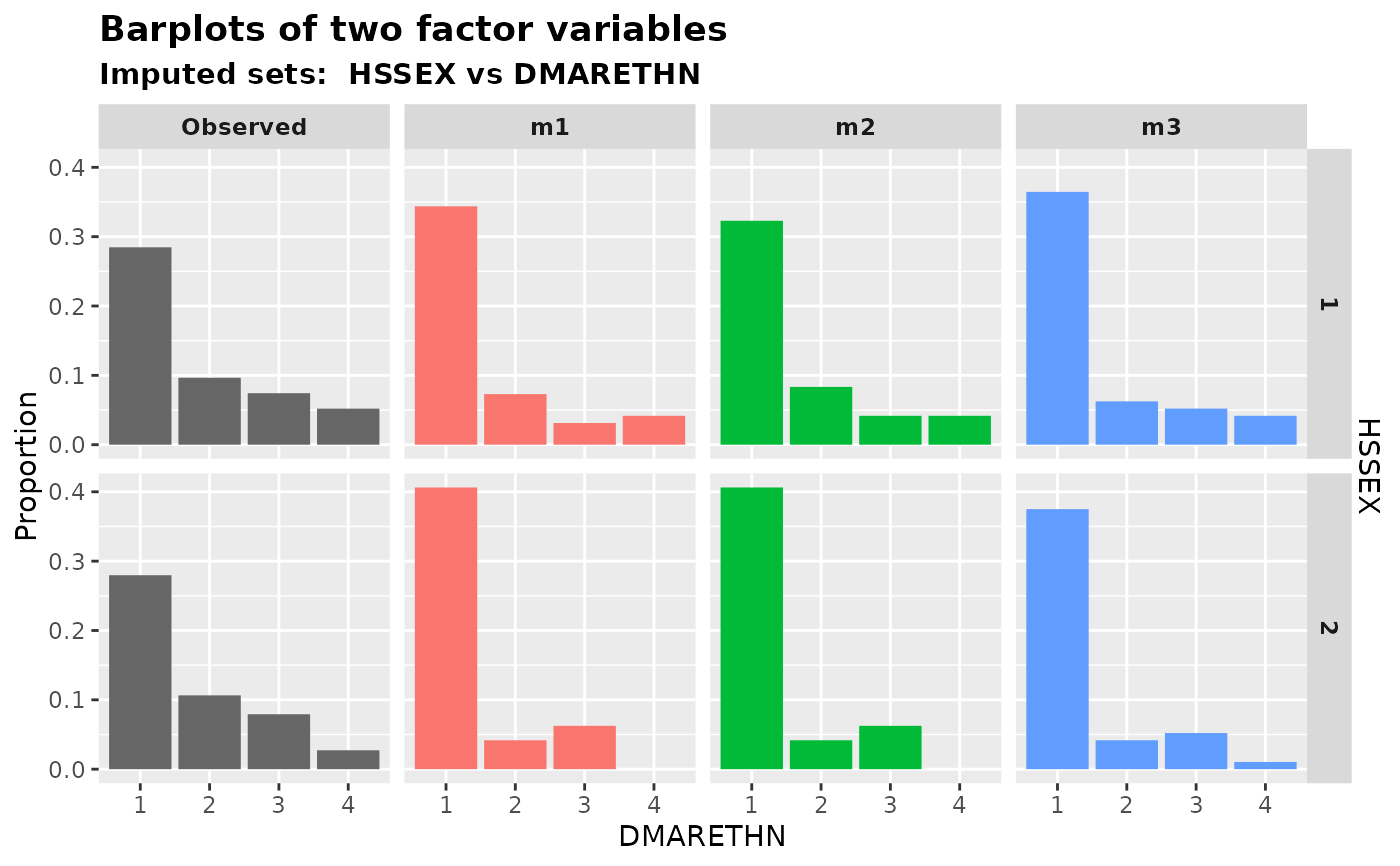 Barplots of two factor variables
Imputed sets:  HSSEX vs DMARETHN
Observed m1 m2 m3
0.4
0.3
0.2
0.1
0.0
1
0.4
0.3
0.2
0.1
0.0
2
Proportion
HSSEX
1 2 3 4 1 2 3 4 1 2 3 4 1 2 3 4
DMARETHN